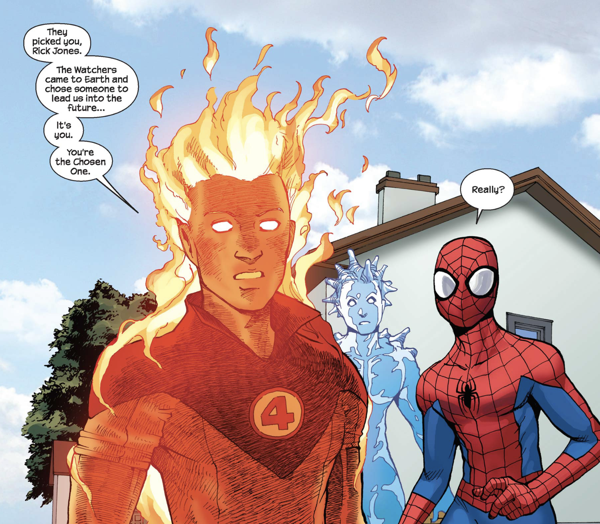 They
picked you,
Rick Jones.
The Watchers
came to Earth and
chose someone to
lead us into the
future...
It's
you.
You're
the Chosen
One.
Really?
4